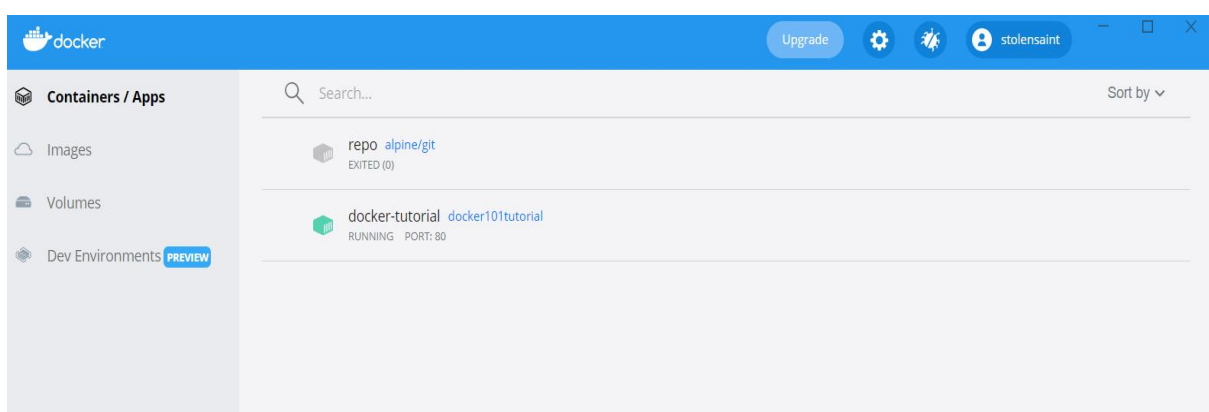 docker
Upgrade
stolensaint
Containers / Apps
Images
Volumes
Dev Environments PREVIEW
Search...
Sort by
repo alpine/git
EXITED (0)
docker-tutorial docker101tutorial
RUNNING PORT: 80